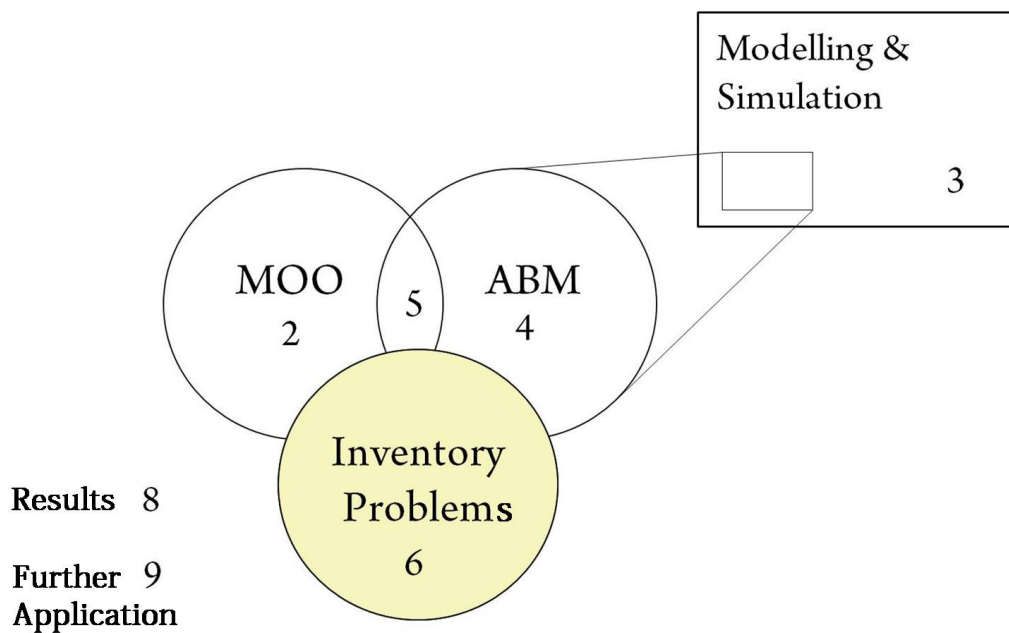 Modelling &
Simulation
3
MOO
2
5
ABM
4
Inventory
Problems
6
Results 8
Further 9
Application